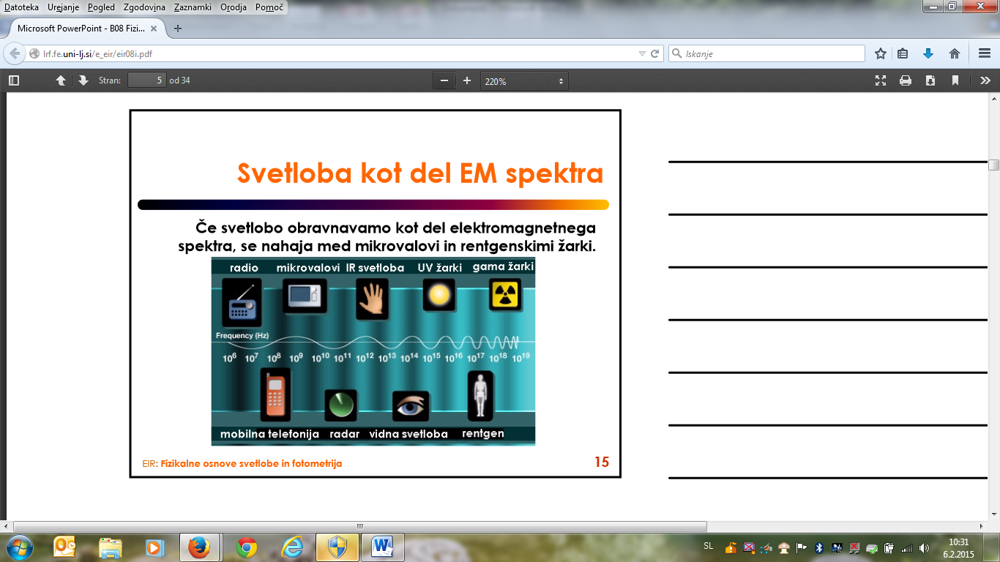 Datoteka Urejanje Pogled Zgodovina Zaznamki Orodja Pomoč
Microsoft PowerPoint - B08 Fizi...
lrf.fe.uni-lj.si/e_eir/eir08i.pdf
Iskanje
Stran: 5 od 34
220%
Svetloba kot del EM spektra
Če svetlobo obravnavamo kot del elektromagnetnega
spektra, se nahaja med mikrovalovi in rentgenskimi žarki.
radio mikrovalovi IR svetloba UV žarki gama žarki
Frequency (Hz)
10⁶ 10⁷ 10⁸ 10⁹ 10¹⁰ 10¹¹ 10¹² 10¹³ 10¹⁴ 10¹⁵ 10¹⁶ 10¹⁷ 10¹⁸ 10¹⁹
mobilna telefonija radar vidna svetloba rentgen
EIR: Fizikalne osnove svetlobe in fotometrija
15
SL
10:31
6.2.2015